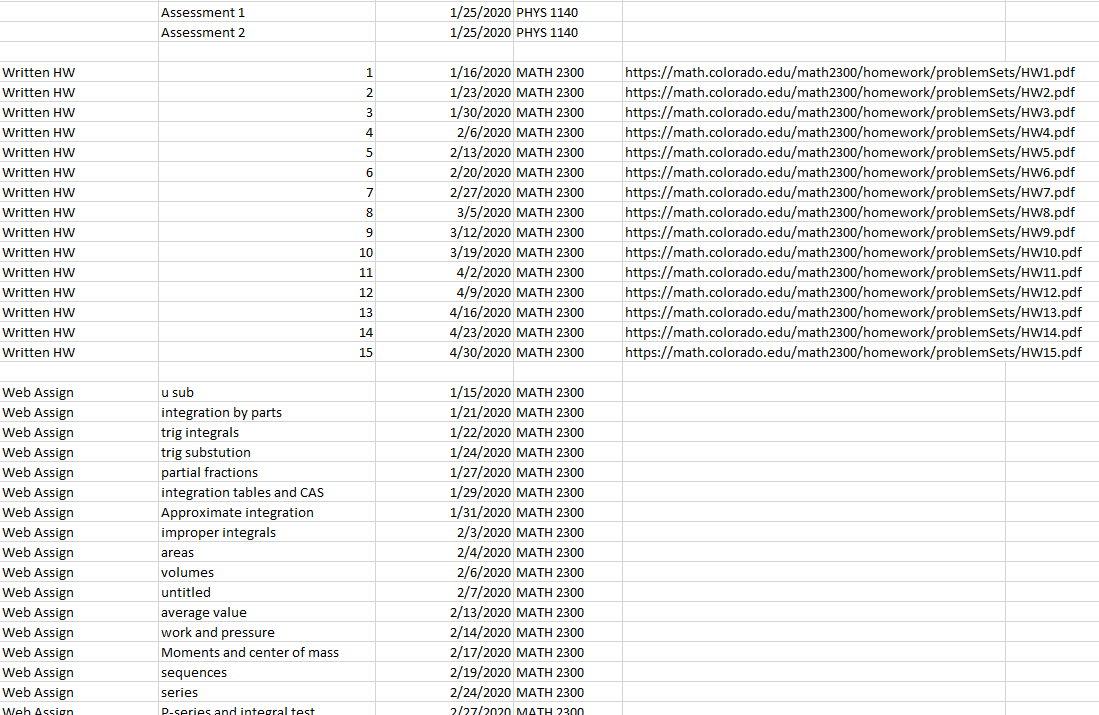 Assessment 1 1/25/2020 PHYS 1140
Assessment 2 1/25/2020 PHYS 1140
Written HW 1 1/16/2020 MATH 2300 https://math.colorado.edu/math2300/homework/problemSets/HW1.pdf
Written HW 2 1/23/2020 MATH 2300 https://math.colorado.edu/math2300/homework/problemSets/HW2.pdf
Written HW 3 1/30/2020 MATH 2300 https://math.colorado.edu/math2300/homework/problemSets/HW3.pdf
Written HW 4 2/6/2020 MATH 2300 https://math.colorado.edu/math2300/homework/problemSets/HW4.pdf
Written HW 5 2/13/2020 MATH 2300 https://math.colorado.edu/math2300/homework/problemSets/HW5.pdf
Written HW 6 2/20/2020 MATH 2300 https://math.colorado.edu/math2300/homework/problemSets/HW6.pdf
Written HW 7 2/27/2020 MATH 2300 https://math.colorado.edu/math2300/homework/problemSets/HW7.pdf
Written HW 8 3/5/2020 MATH 2300 https://math.colorado.edu/math2300/homework/problemSets/HW8.pdf
Written HW 9 3/12/2020 MATH 2300 https://math.colorado.edu/math2300/homework/problemSets/HW9.pdf
Written HW 10 3/19/2020 MATH 2300 https://math.colorado.edu/math2300/homework/problemSets/HW10.pdf
Written HW 11 4/2/2020 MATH 2300 https://math.colorado.edu/math2300/homework/problemSets/HW11.pdf
Written HW 12 4/9/2020 MATH 2300 https://math.colorado.edu/math2300/homework/problemSets/HW12.pdf
Written HW 13 4/16/2020 MATH 2300 https://math.colorado.edu/math2300/homework/problemSets/HW13.pdf
Written HW 14 4/23/2020 MATH 2300 https://math.colorado.edu/math2300/homework/problemSets/HW14.pdf
Written HW 15 4/30/2020 MATH 2300 https://math.colorado.edu/math2300/homework/problemSets/HW15.pdf
Web Assign u sub 1/15/2020 MATH 2300
Web Assign integration by parts 1/21/2020 MATH 2300
Web Assign trig integrals 1/22/2020 MATH 2300
Web Assign trig substution 1/24/2020 MATH 2300
Web Assign partial fractions 1/27/2020 MATH 2300
Web Assign integration tables and CAS 1/29/2020 MATH 2300
Web Assign Approximate integration 1/31/2020 MATH 2300
Web Assign improper integrals 2/3/2020 MATH 2300
Web Assign areas 2/4/2020 MATH 2300
Web Assign volumes 2/6/2020 MATH 2300
Web Assign untitled 2/7/2020 MATH 2300
Web Assign average value 2/13/2020 MATH 2300
Web Assign work and pressure 2/14/2020 MATH 2300
Web Assign Moments and center of mass 2/17/2020 MATH 2300
Web Assign sequences 2/19/2020 MATH 2300
Web Assign series 2/24/2020 MATH 2300
Web Assign P-series and integral test 2/27/2020 MATH 2300